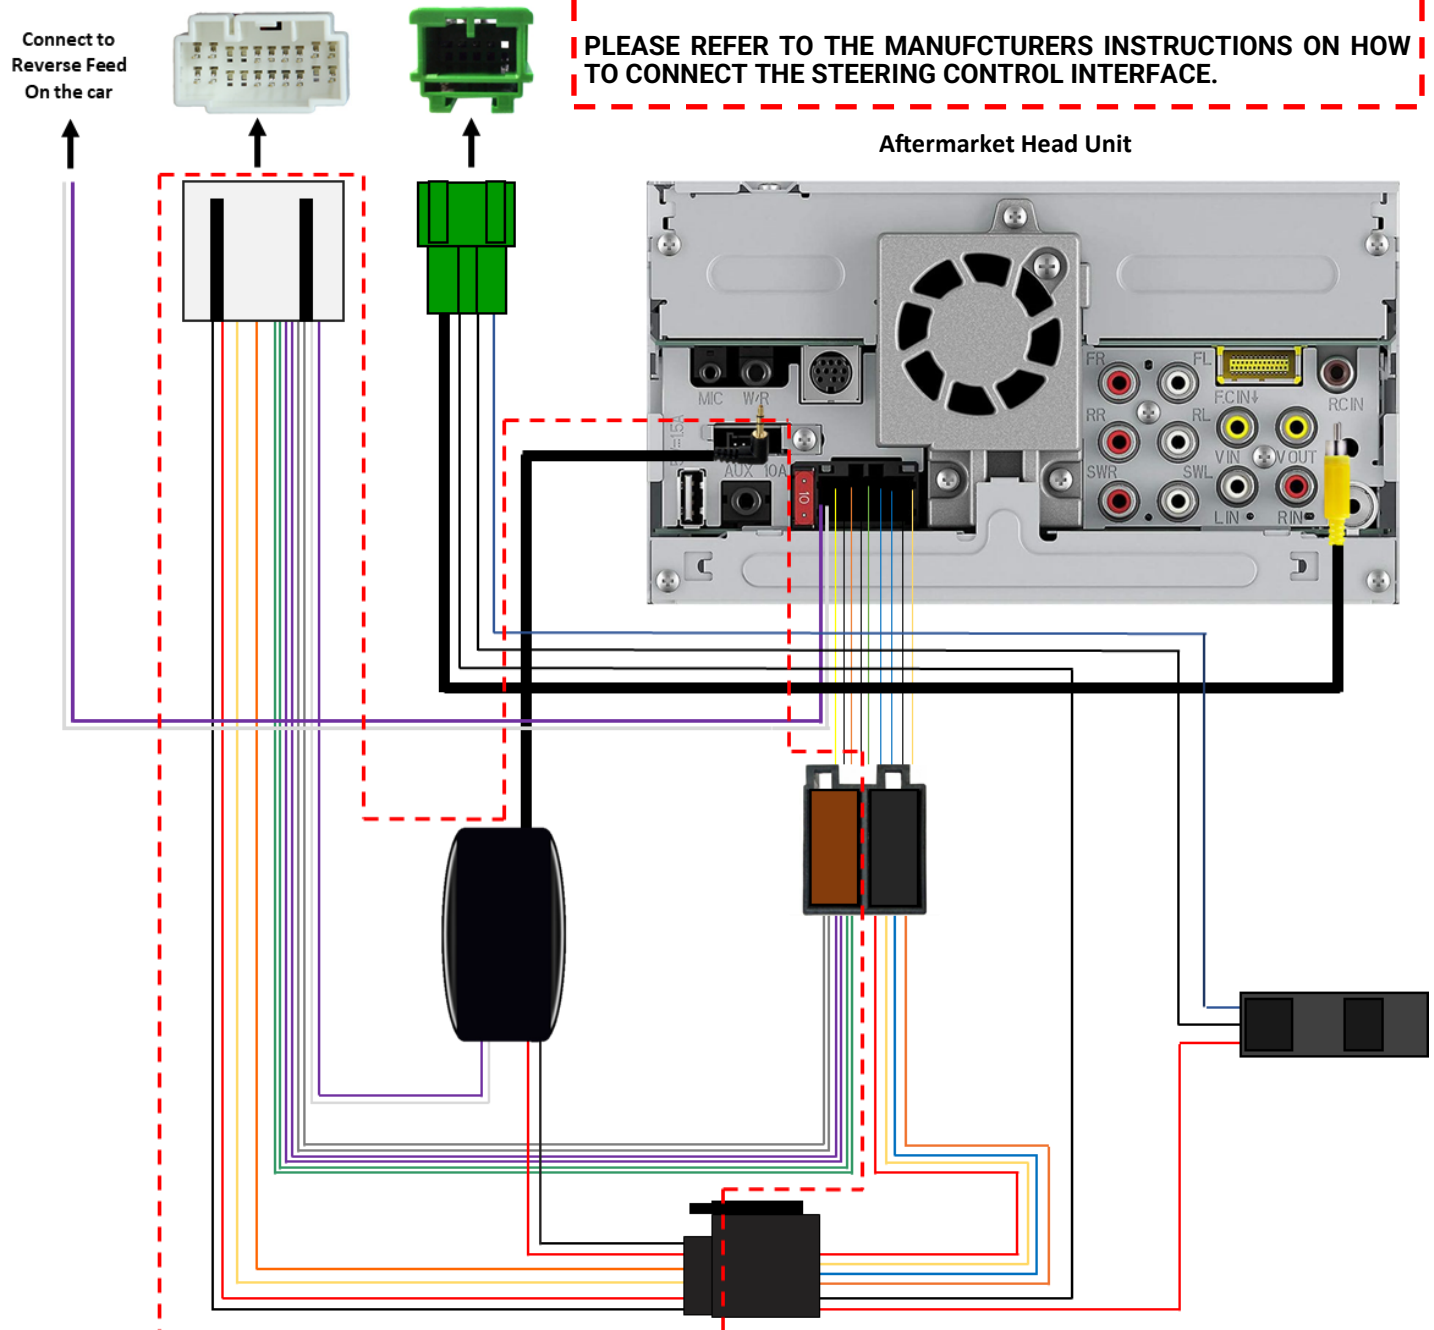 Connect to
Reverse Feed
On the car
PLEASE REFER TO THE MANUFCTURERS INSTRUCTIONS ON HOW
TO CONNECT THE STEERING CONTROL INTERFACE.
Aftermarket Head Unit
FR
FL
MIC
W/R
F.CIN
RC IN
RR
RL
V IN
V OUT
AUX
10A
SWR
SWL
10
L IN
R IN